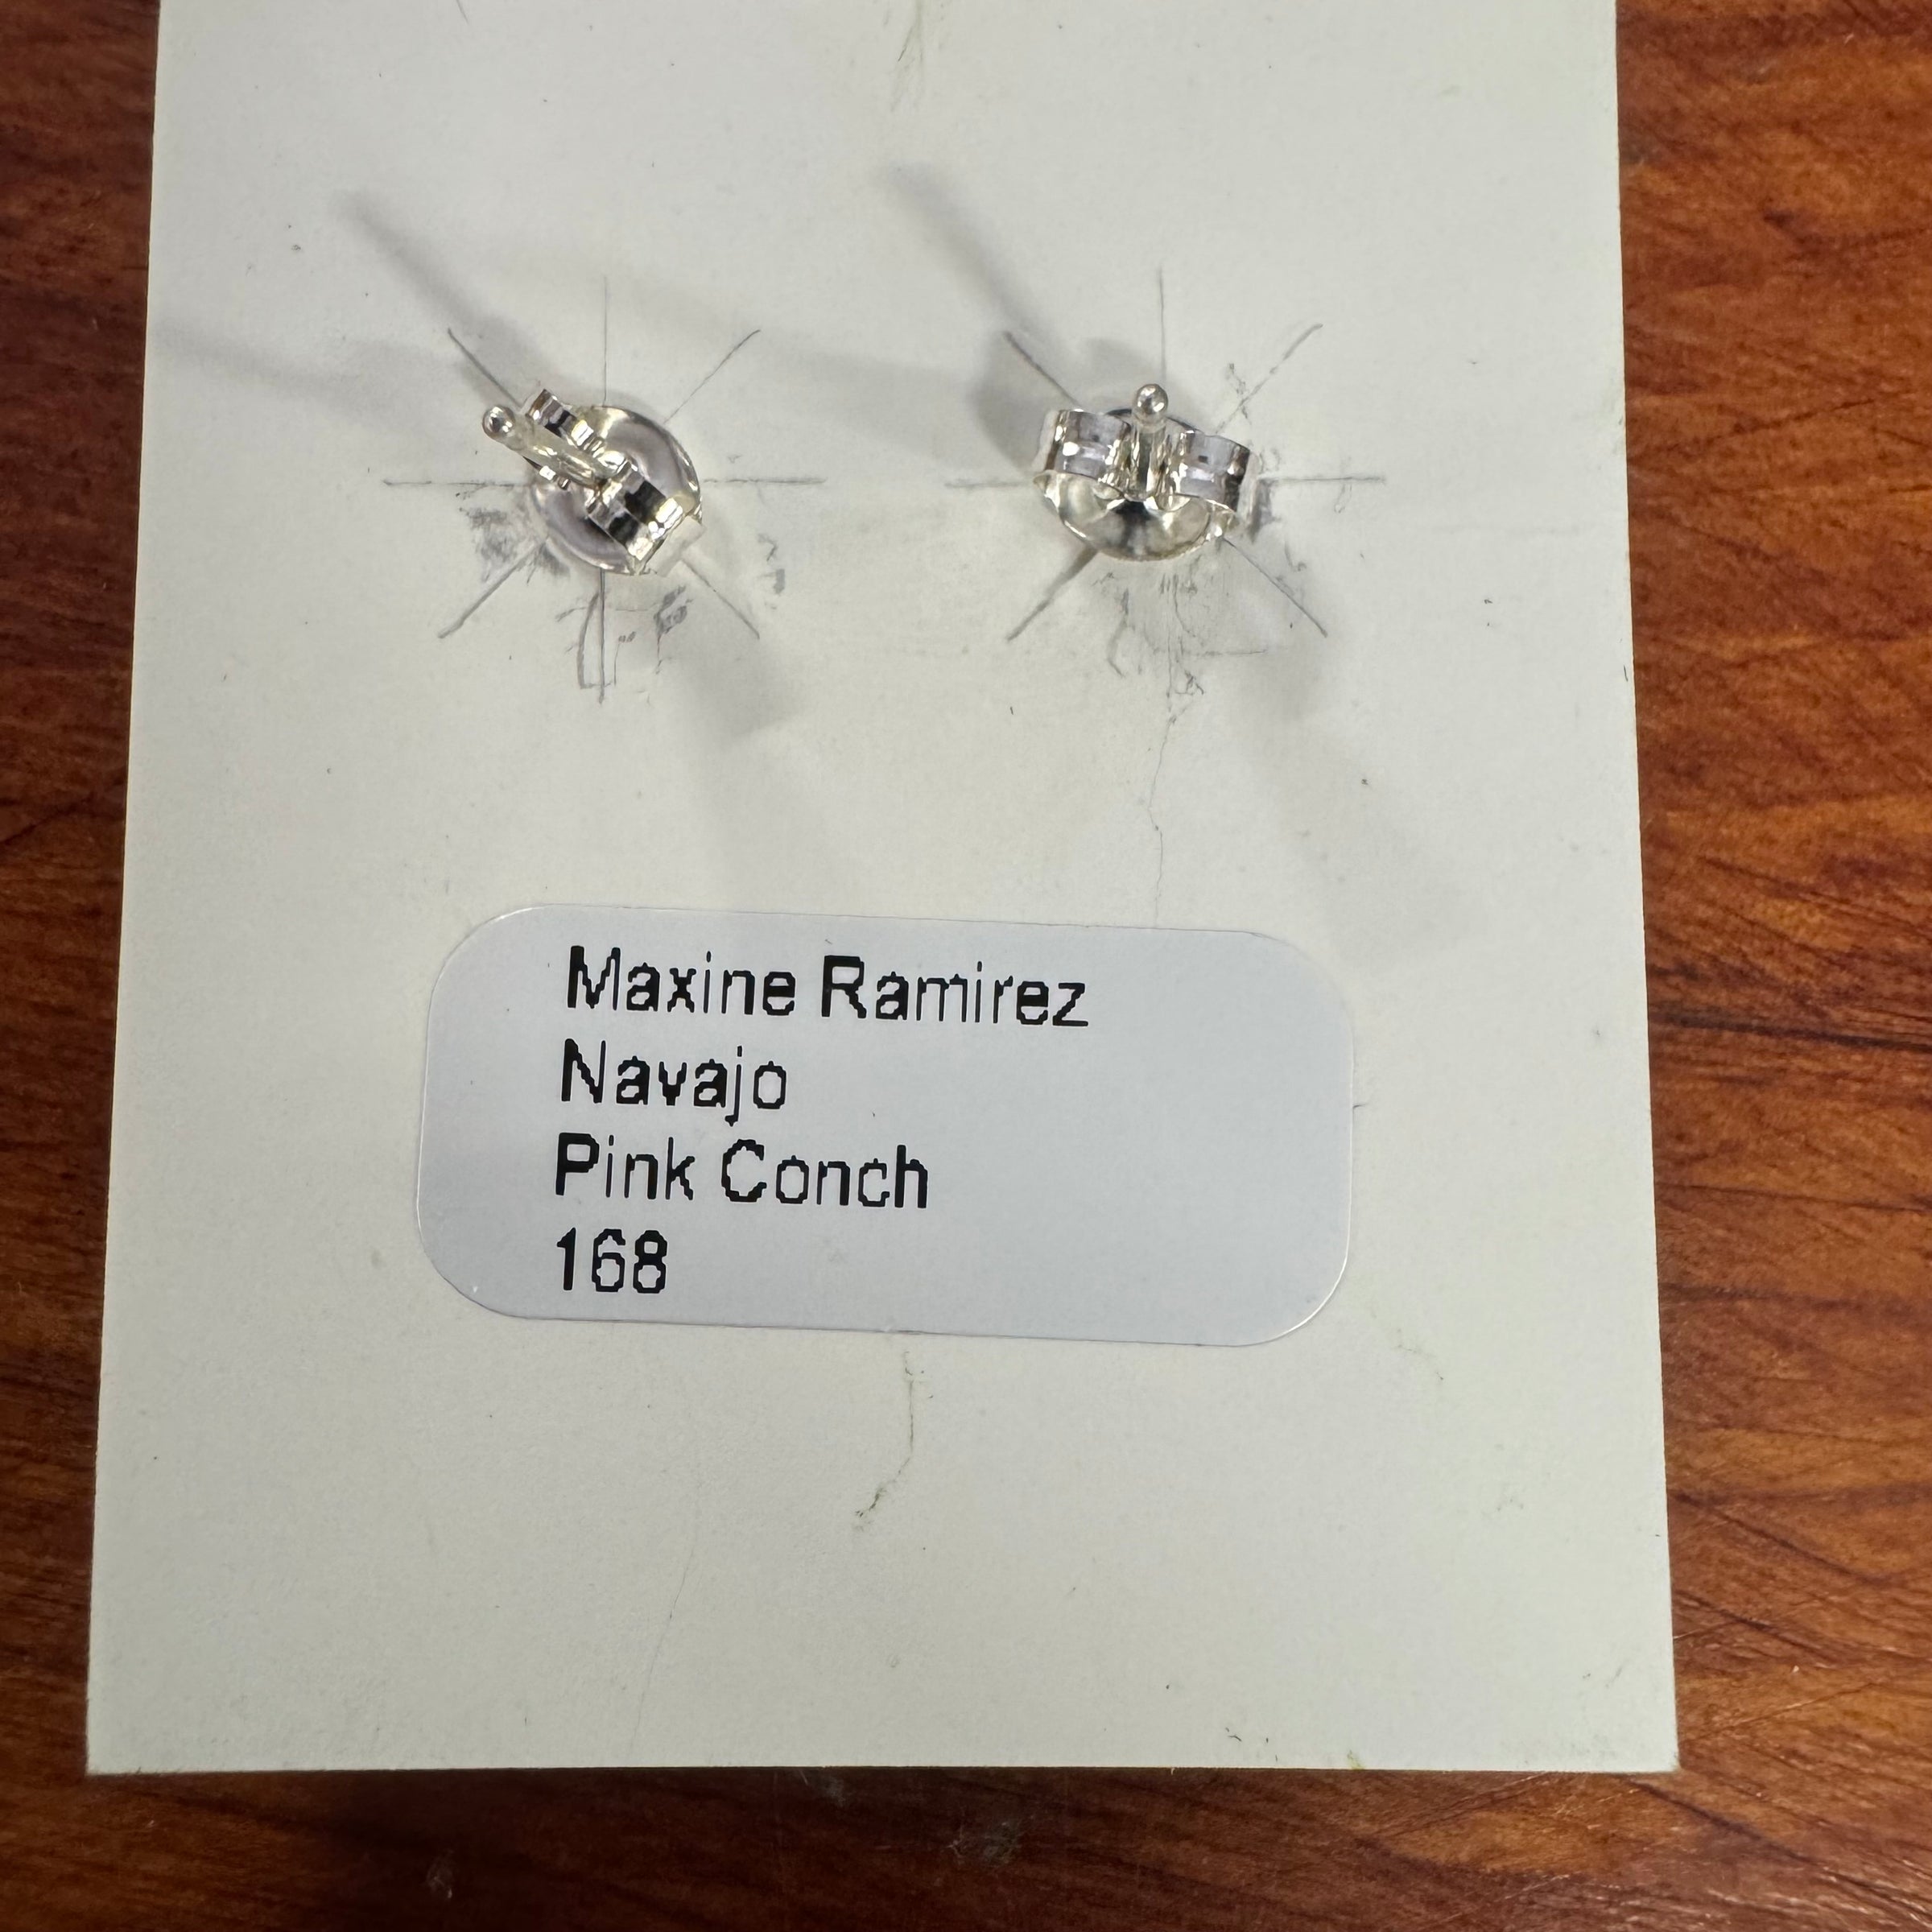 Maxine Ramirez
Navajo
Pink Conch
168